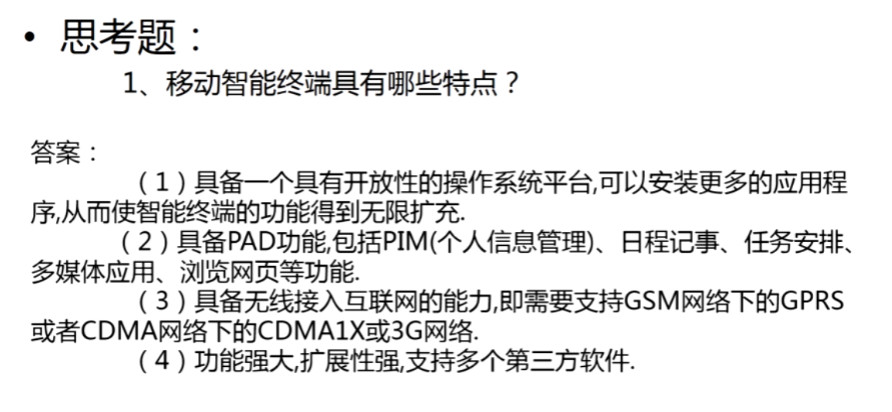 • 思考题：
1、移动智能终端具有哪些特点？
答案：
（1）具备一个具有开放性的操作系统平台,可以安装更多的应用程
序,从而使智能终端的功能得到无限扩充.
（2）具备PAD功能,包括PIM(个人信息管理)、日程记事、任务安排、
多媒体应用、浏览网页等功能.
（3）具备无线接入互联网的能力,即需要支持GSM网络下的GPRS
或者CDMA网络下的CDMA1X或3G网络.
（4）功能强大,扩展性强,支持多个第三方软件.